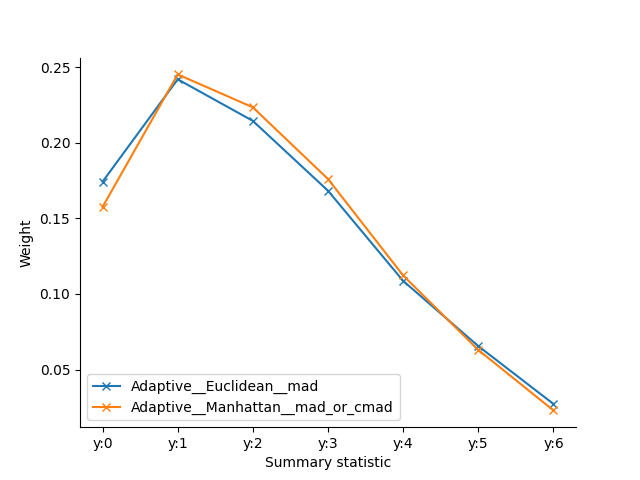 0.25
0.20
0.15
0.10
0.05
Weight
Adaptive__Euclidean__mad
Adaptive__Manhattan__mad_or_cmad
y:0 y:1 y:2 y:3 y:4 y:5 y:6
Summary statistic